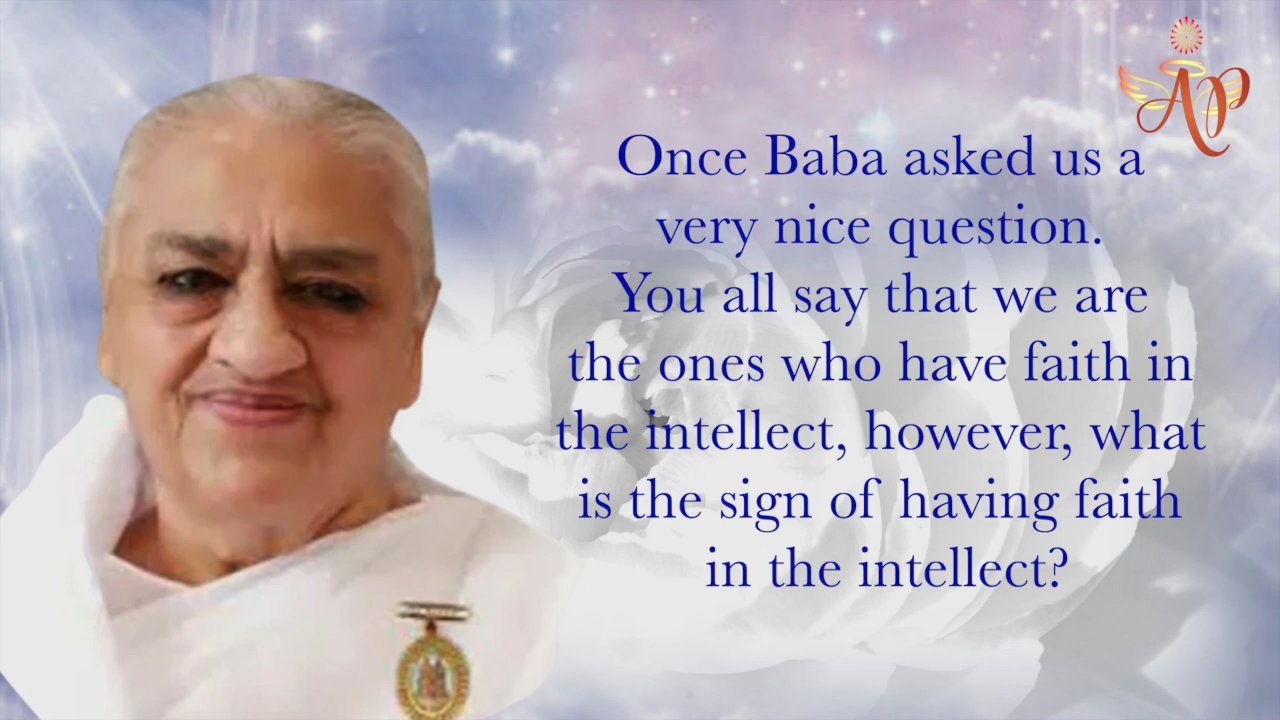 AP
Once Baba asked us a
very nice question.
You all say that we are
the ones who have faith in
the intellect, however, what
is the sign of having faith
in the intellect?